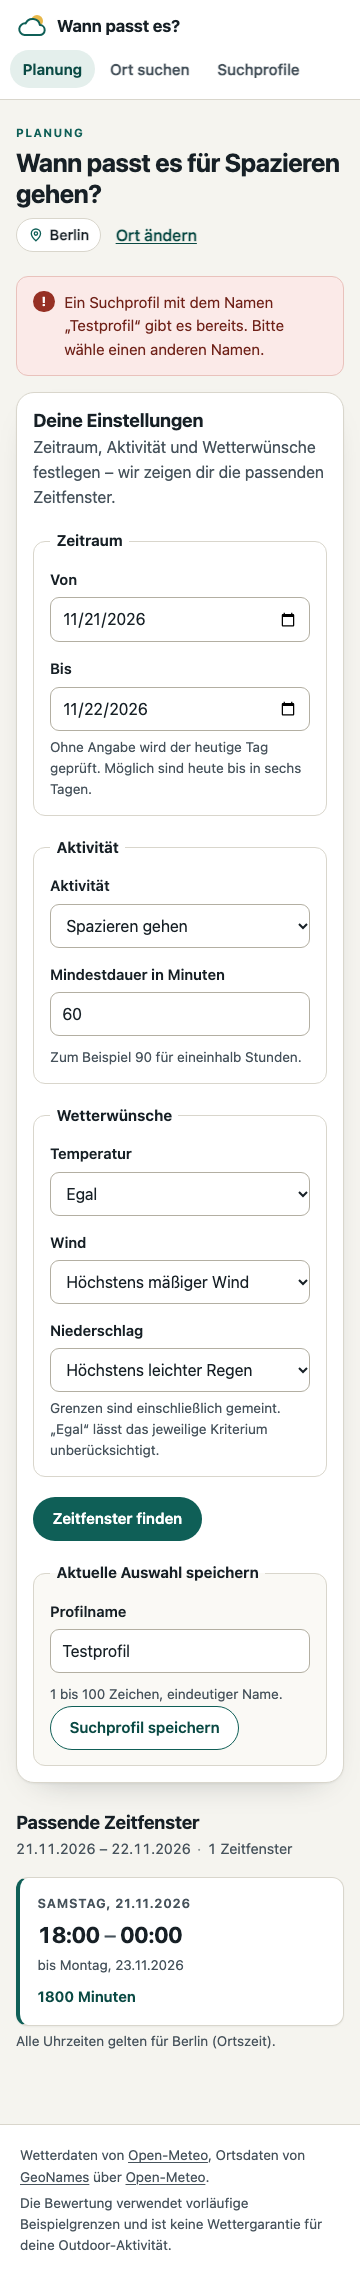 Wann passt es?
Planung
Ort suchen
Suchprofile
PLANUNG
Wann passt es für Spazieren
gehen?
Berlin
Ort ändern
Ein Suchprofil mit dem Namen
„Testprofil“ gibt es bereits. Bitte
wähle einen anderen Namen.
Deine Einstellungen
Zeitraum, Aktivität und Wetterwünsche
festlegen – wir zeigen dir die passenden
Zeitfenster.
Zeitraum
Von
11/21/2026
Bis
11/22/2026
Ohne Angabe wird der heutige Tag
geprüft. Möglich sind heute bis in sechs
Tagen.
Aktivität
Aktivität
Spazieren gehen
Mindestdauer in Minuten
60
Zum Beispiel 90 für eineinhalb Stunden.
Wetterwünsche
Temperatur
Egal
Wind
Höchstens mäßiger Wind
Niederschlag
Höchstens leichter Regen
Grenzen sind einschließlich gemeint.
„Egal“ lässt das jeweilige Kriterium
unberücksichtigt.
Zeitfenster finden
Aktuelle Auswahl speichern
Profilname
Testprofil
1 bis 100 Zeichen, eindeutiger Name.
Suchprofil speichern
Passende Zeitfenster
21.11.2026 – 22.11.2026 · 1 Zeitfenster
SAMSTAG, 21.11.2026
18:00 – 00:00
bis Montag, 23.11.2026
1800 Minuten
Alle Uhrzeiten gelten für Berlin (Ortszeit).
Wetterdaten von Open-Meteo, Ortsdaten von
GeoNames über Open-Meteo.
Die Bewertung verwendet vorläufige
Beispielgrenzen und ist keine Wettergarantie für
deine Outdoor-Aktivität.